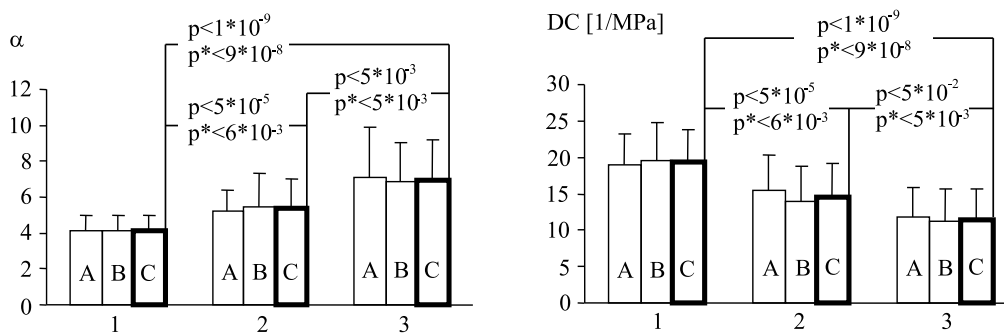 α
p<1*10⁻⁹
p*<9*10⁻⁸
p<5*10⁻³
p*<5*10⁻³
p<5*10⁻⁵
p*<6*10⁻³
12
10
8
6
4
2
0
A B C
A B C
A B C
1 2 3
DC [1/MPa]
p<1*10⁻⁹
p*<9*10⁻⁸
p<5*10⁻⁵
p*<6*10⁻³
p<5*10⁻²
p*<5*10⁻³
30
25
20
15
10
5
0
A B C
A B C
A B C
1 2 3